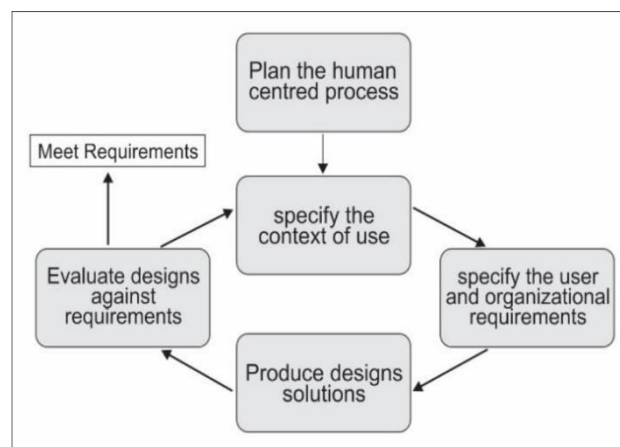 Plan the human
centred process
Meet Requirements
specify the
context of use
Evaluate designs
against
requirements
specify the user
and organizational
requirements
Produce designs
solutions